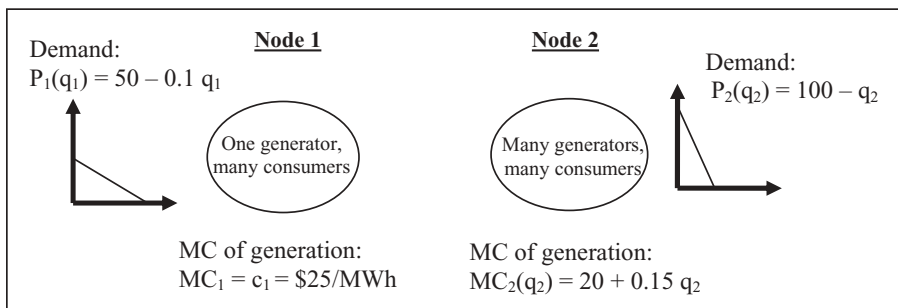 Demand:
P₁(q₁) = 50 – 0.1 q₁
Node 1
One generator,
many consumers
MC of generation:
MC₁ = c₁ = $25/MWh
Node 2
Many generators,
many consumers
MC of generation:
MC₂(q₂) = 20 + 0.15 q₂
Demand:
P₂(q₂) = 100 – q₂